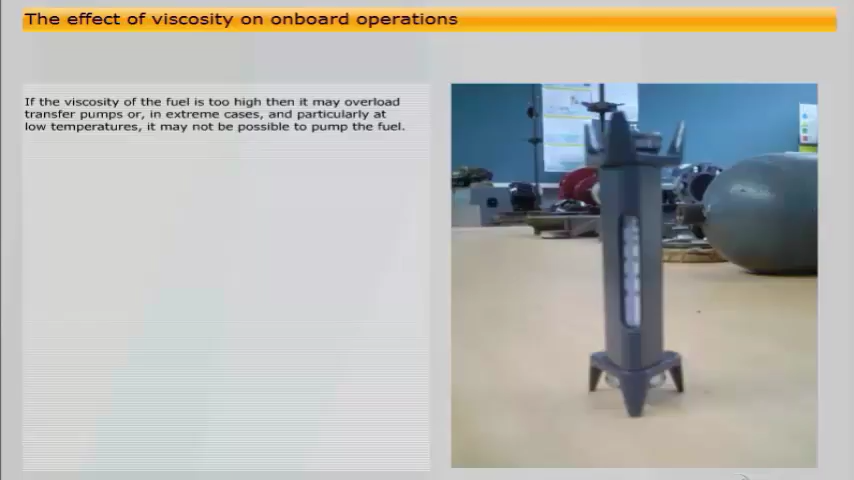 The effect of viscosity on onboard operations
If the viscosity of the fuel is too high then it may overload
transfer pumps or, in extreme cases, and particularly at
low temperatures, it may not be possible to pump the fuel.